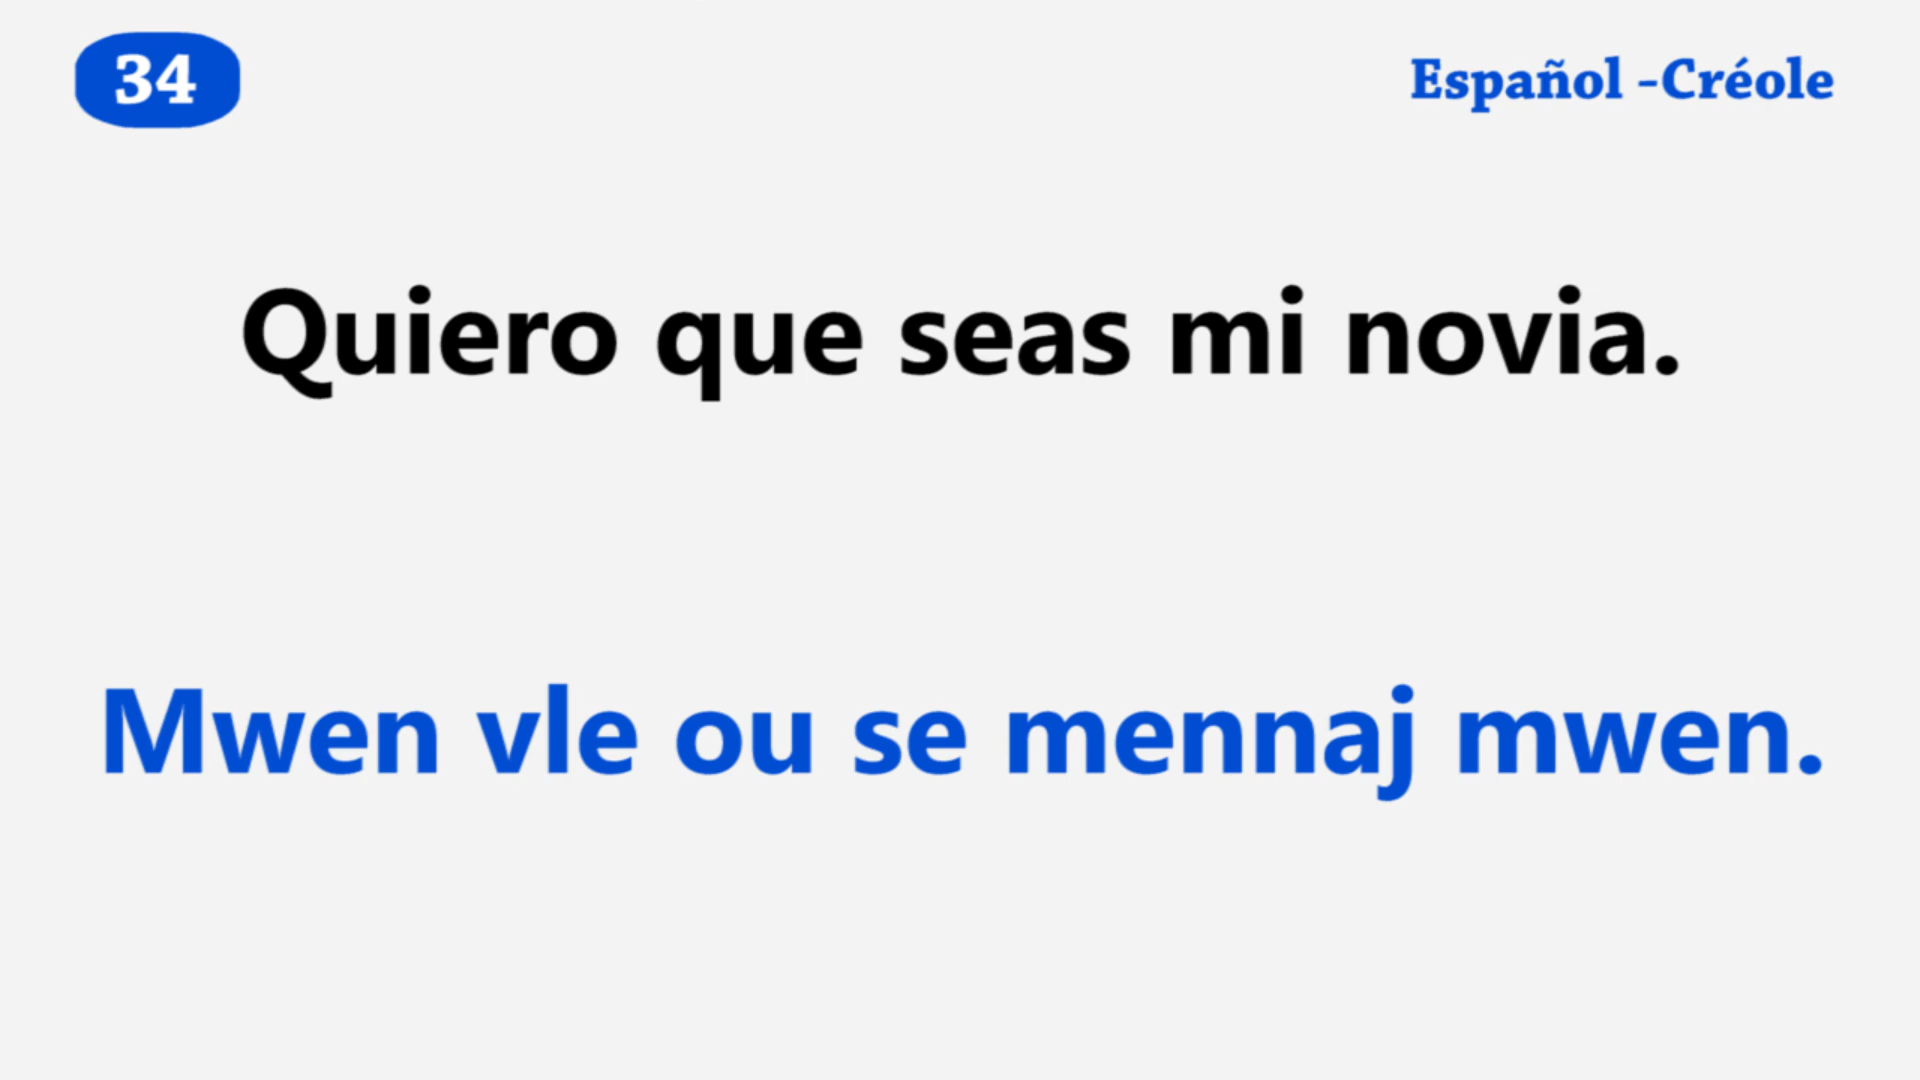 34
Español -Créole
Quiero que seas mi novia.
Mwen vle ou se mennaj mwen.